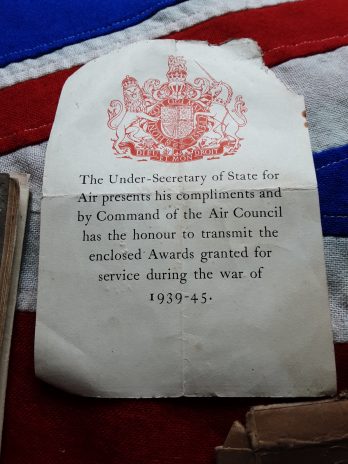 DIEU ET MON DROIT
The Under-Secretary of State for
Air presents his compliments and
by Command of the Air Council
has the honour to transmit the
enclosed Awards granted for
service during the war of
1939-45.